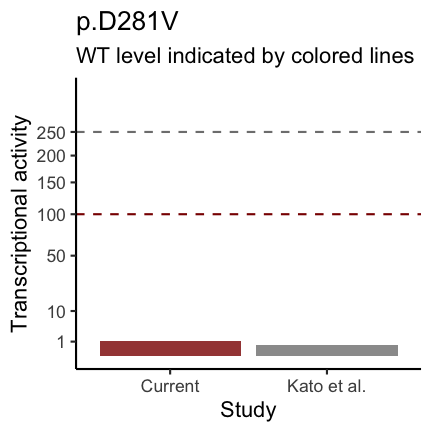 p.D281V
WT level indicated by colored lines
Transcriptional activity
250
200
150
100
50
10
1
Current
Kato et al.
Study